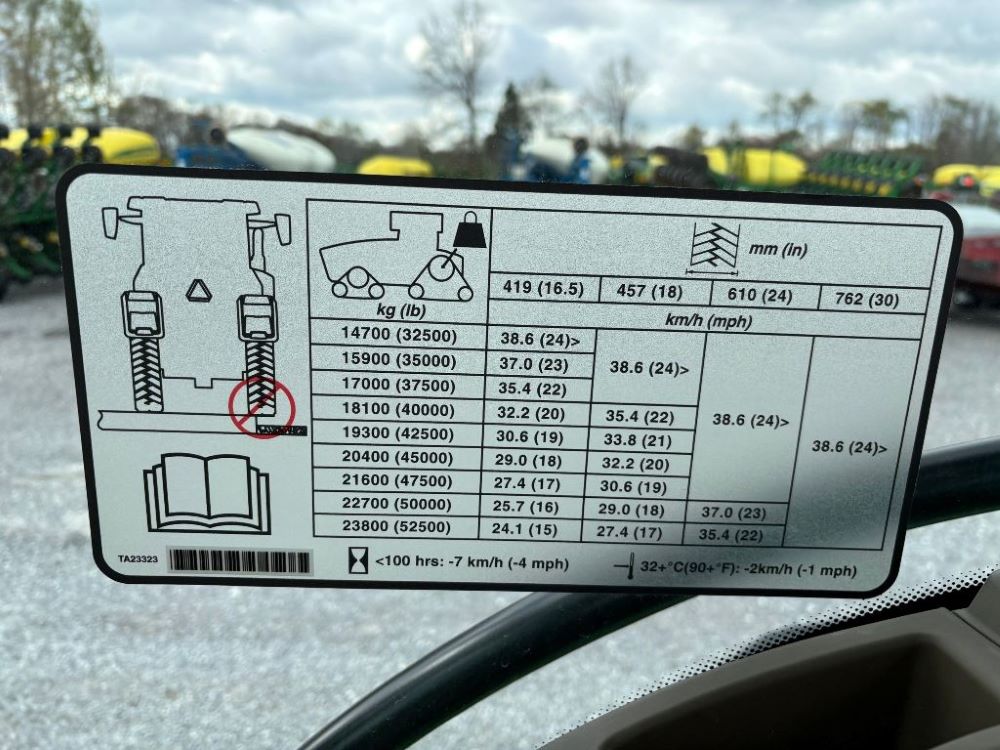 mm (in)
419 (16.5) 457 (18) 610 (24) 762 (30)
kg (lb) km/h (mph)
14700 (32500) 38.6 (24)>
15900 (35000) 37.0 (23) 38.6 (24)>
17000 (37500) 35.4 (22)
18100 (40000) 32.2 (20) 35.4 (22) 38.6 (24)>
19300 (42500) 30.6 (19) 33.8 (21) 38.6 (24)>
20400 (45000) 29.0 (18) 32.2 (20)
21600 (47500) 27.4 (17) 30.6 (19)
22700 (50000) 25.7 (16) 29.0 (18) 37.0 (23)
23800 (52500) 24.1 (15) 27.4 (17) 35.4 (22)
TA23323 <100 hrs: -7 km/h (-4 mph) 32+°C(90+°F): -2km/h (-1 mph)